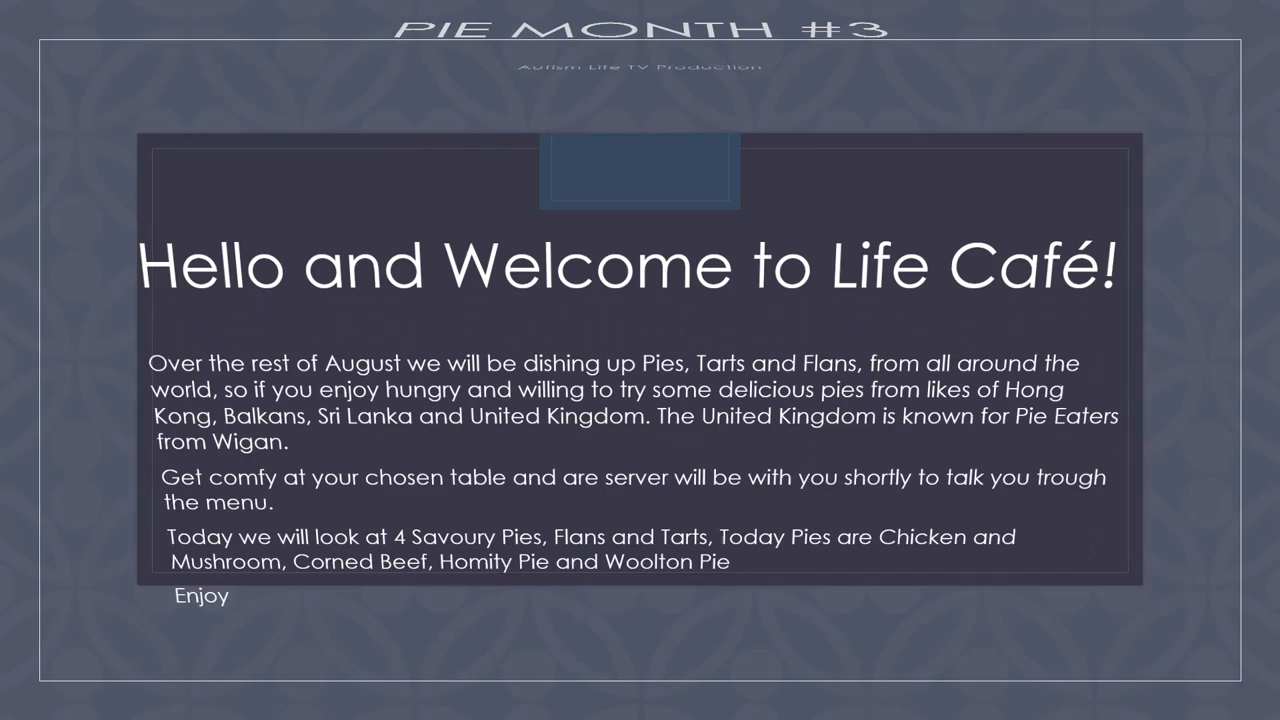 PIE MONTH #3
Autism Life TV Production
Hello and Welcome to Life Café!
Over the rest of August we will be dishing up Pies, Tarts and Flans, from all around the
world, so if you enjoy hungry and willing to try some delicious pies from likes of Hong
Kong, Balkans, Sri Lanka and United Kingdom. The United Kingdom is known for Pie Eaters
from Wigan.
Get comfy at your chosen table and are server will be with you shortly to talk you trough
the menu.
Today we will look at 4 Savoury Pies, Flans and Tarts, Today Pies are Chicken and
Mushroom, Corned Beef, Homity Pie and Woolton Pie
Enjoy